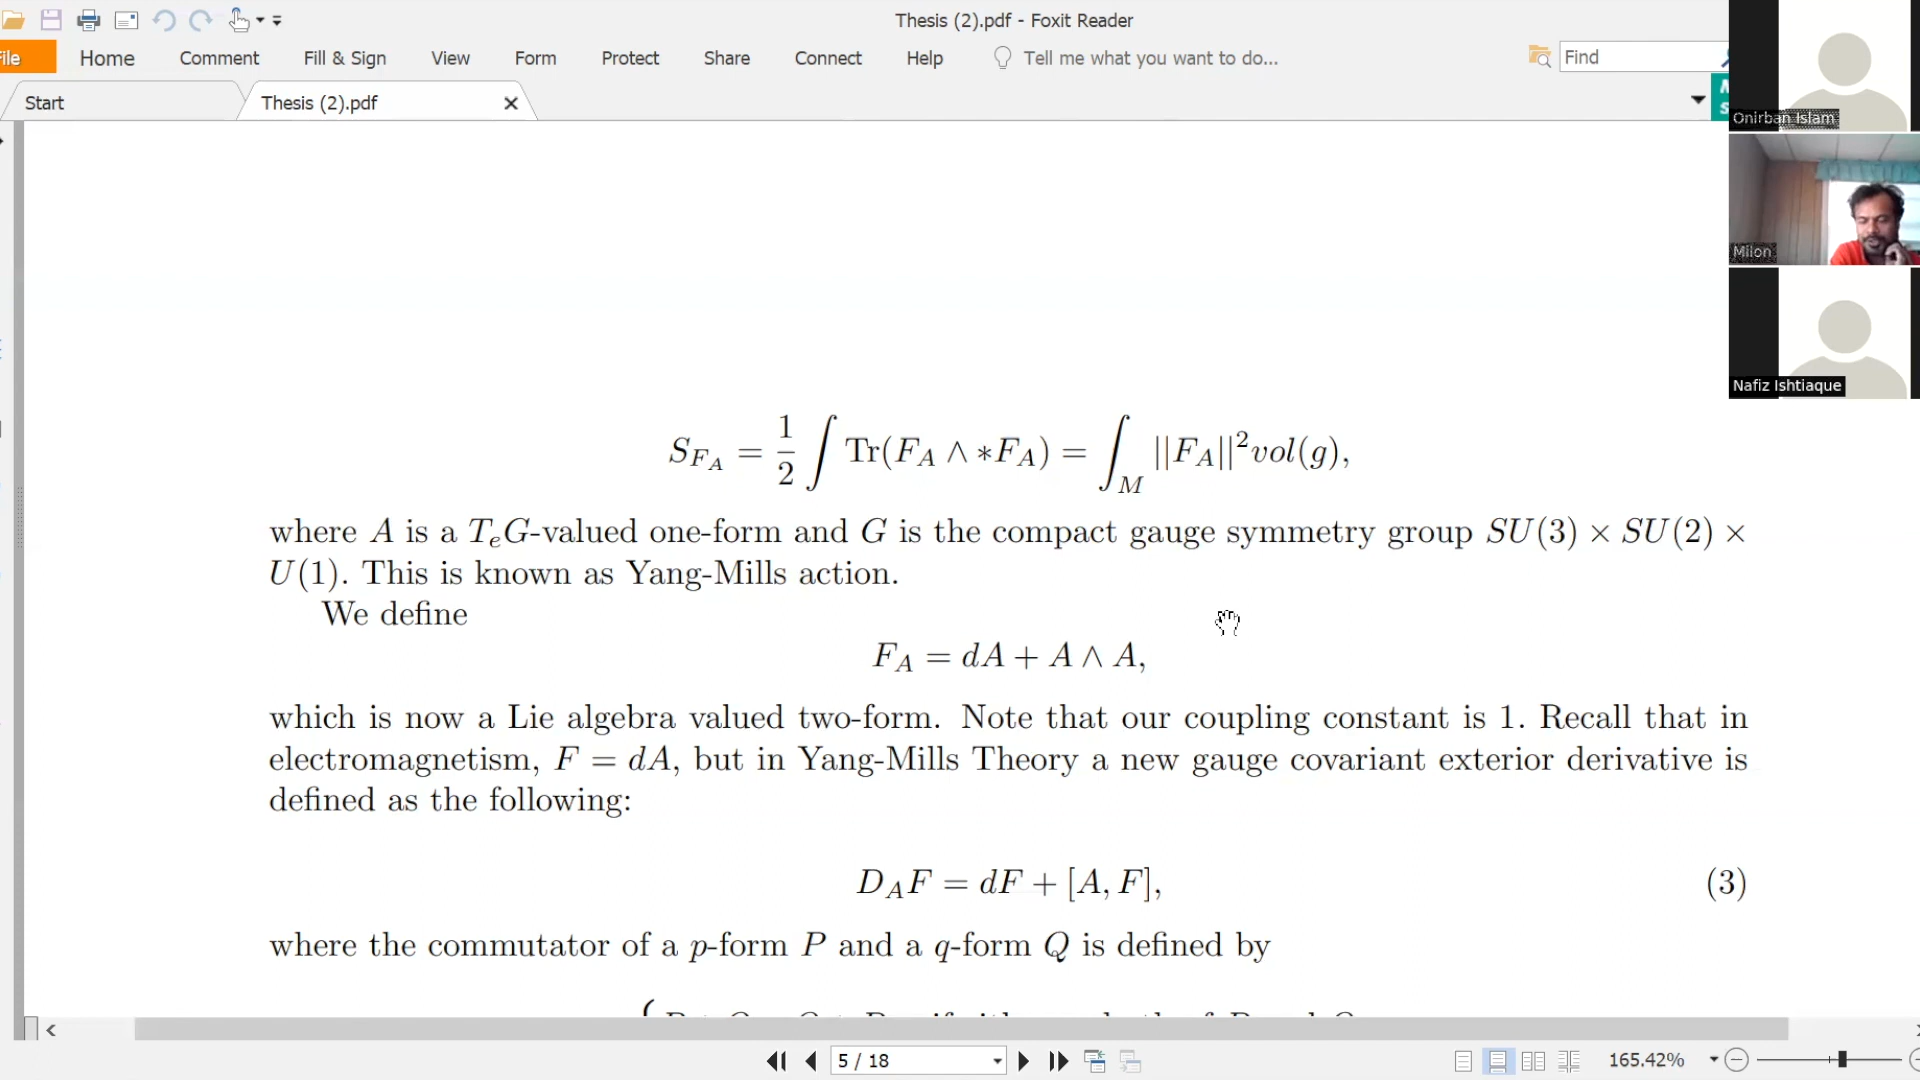 Thesis (2).pdf - Foxit Reader
File Home Comment Fill & Sign View Form Protect Share Connect Help Tell me what you want to do... Find
Start Thesis (2).pdf
Onirban Islam
Milon
Nafiz Ishtiaque
S_{F_A} = \frac{1}{2} \int Tr(F_A ∧ *F_A) = \int_M ||F_A||^2 vol(g),
where A is a T_eG-valued one-form and G is the compact gauge symmetry group SU(3) × SU(2) ×
U(1). This is known as Yang-Mills action.
We define
F_A = dA + A ∧ A,
which is now a Lie algebra valued two-form. Note that our coupling constant is 1. Recall that in
electromagnetism, F = dA, but in Yang-Mills Theory a new gauge covariant exterior derivative is
defined as the following:
D_AF = dF + [A, F], (3)
where the commutator of a p-form P and a q-form Q is defined by
5 / 18 165.42%